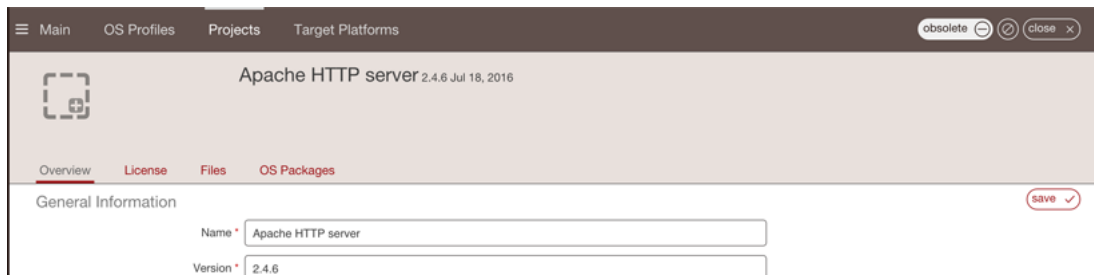 Main OS Profiles Projects Target Platforms obsolete close x
Apache HTTP server 2.4.6 Jul 18, 2016
Overview License Files OS Packages
General Information save
Name * Apache HTTP server
Version * 2.4.6